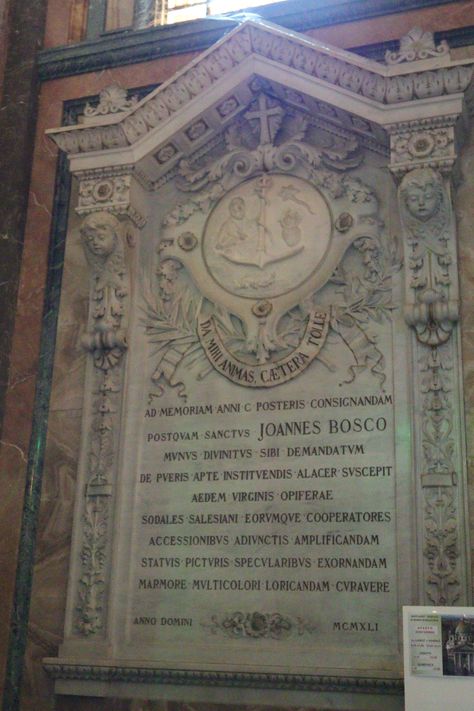 DA MIHI ANIMAS, CÆTERA TOLLE
AD MEMORIAM ANNI C POSTERIS CONSIGNANDAM
POSTQVAM SANCTVS JOANNES BOSCO
MVNVS DIVINITVS SIBI DEMANDATVM
DE PVERIS APTE INSTITVENDIS ALACER SVSCEPIT
AEDEM VIRGINIS OPIFERAE
SODALES SALESIANI EORVMQVE COOPERATORES
ACCESSIONIBVS ADIVNCTIS AMPLIFICANDAM
STATVIS PICTVRIS SPECVLARIBVS EXORNANDAM
MARMORE MVLTICOLORI LORICANDAM CVRAVERE
ANNO DOMINI MCMXLI